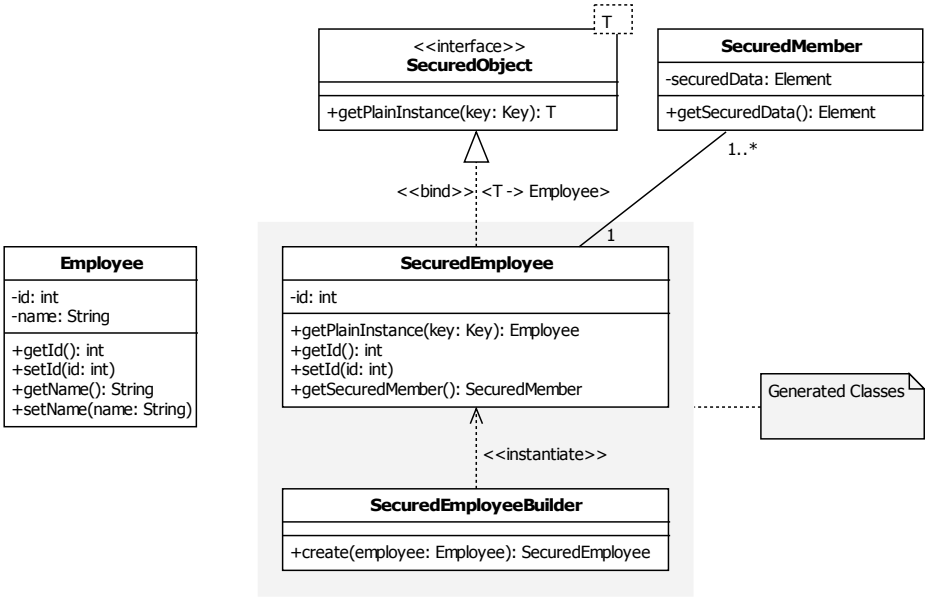 T
<<interface>>
SecuredObject
+getPlainInstance(key: Key): T
SecuredMember
-securedData: Element
+getSecuredData(): Element
1..*
<<bind>> <T -> Employee>
1
Employee
-id: int
-name: String
+getId(): int
+setId(id: int)
+getName(): String
+setName(name: String)
SecuredEmployee
-id: int
+getPlainInstance(key: Key): Employee
+getId(): int
+setId(id: int)
+getSecuredMember(): SecuredMember
Generated Classes
<<instantiate>>
SecuredEmployeeBuilder
+create(employee: Employee): SecuredEmployee